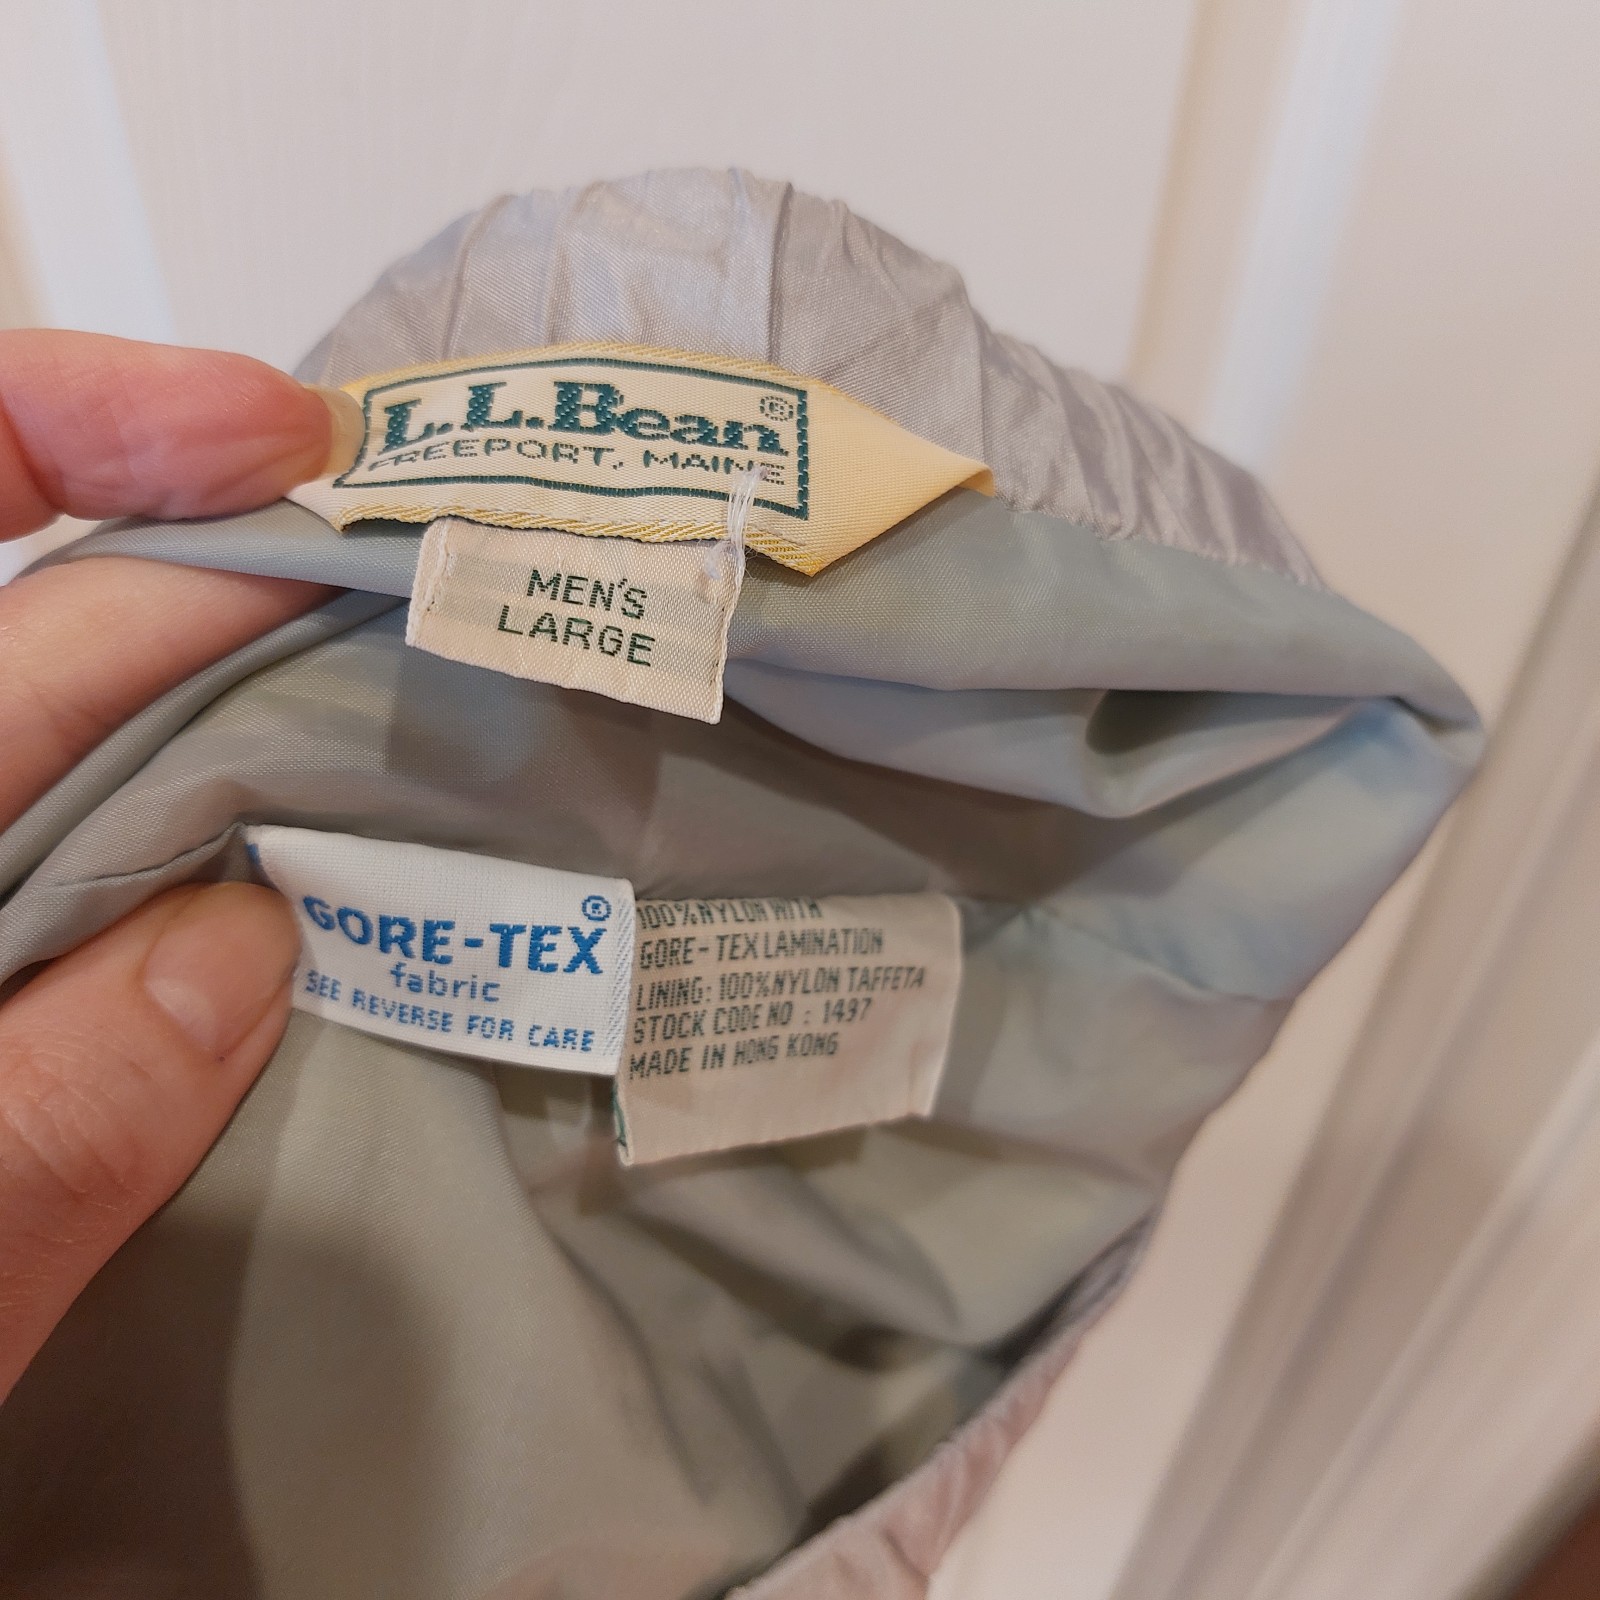 L.L.Bean®
FREEPORT, MAINE
MEN'S
LARGE
GORE-TEX®
fabric
SEE REVERSE FOR CARE
100% NYLON WITH
GORE-TEX LAMINATION
LINING: 100% NYLON TAFFETA
STOCK CODE NO : 1497
MADE IN HONG KONG